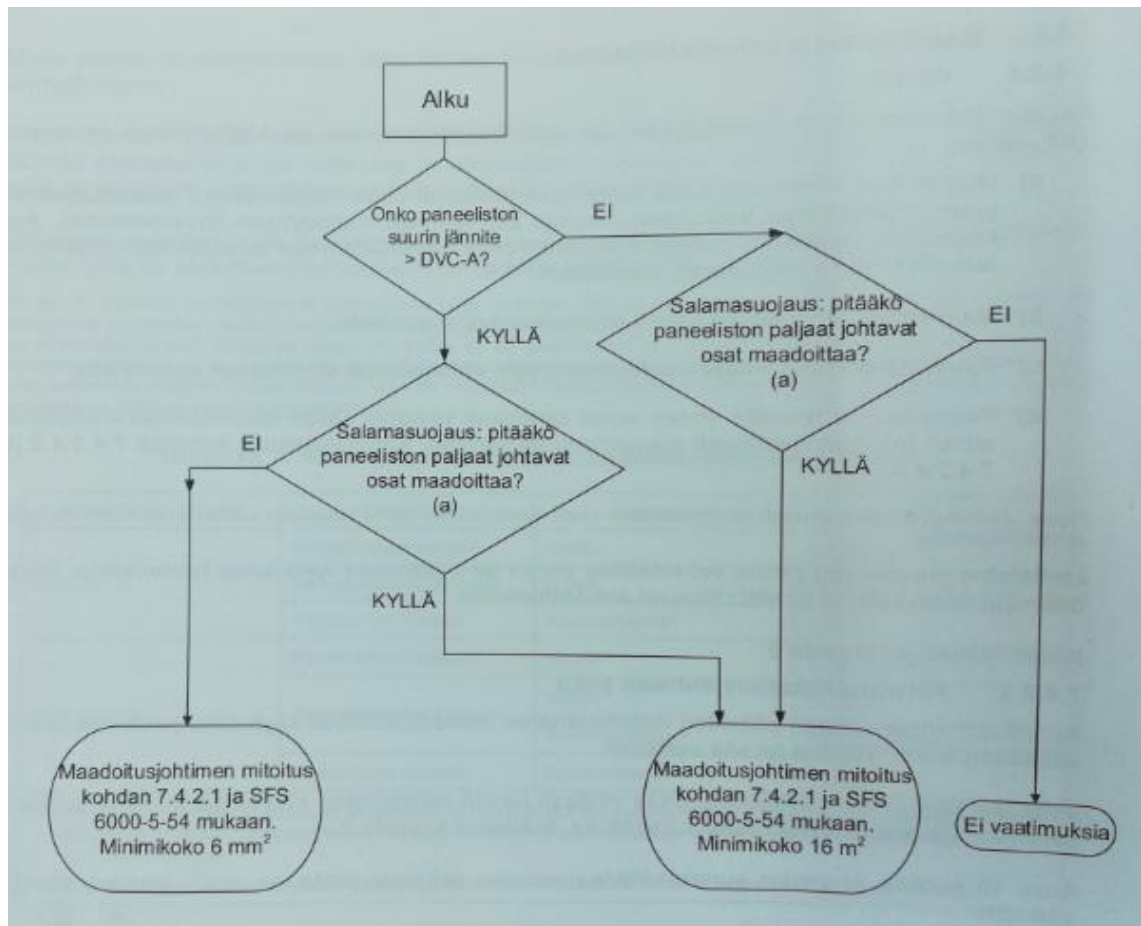 Alku
Onko paneeliston
suurin jännite
> DVC-A?
EI
KYLLÄ
Salamasuojaus: pitääkö
paneeliston paljaat johtavat
osat maadoittaa?
(a)
EI
KYLLÄ
EI
Salamasuojaus: pitääkö
paneeliston paljaat johtavat
osat maadoittaa?
(a)
KYLLÄ
Maadoitusjohtimen mitoitus
kohdan 7.4.2.1 ja SFS
6000-5-54 mukaan.
Minimikoko 6 mm²
Maadoitusjohtimen mitoitus
kohdan 7.4.2.1 ja SFS
6000-5-54 mukaan.
Minimikoko 16 m²
Ei vaatimuksia